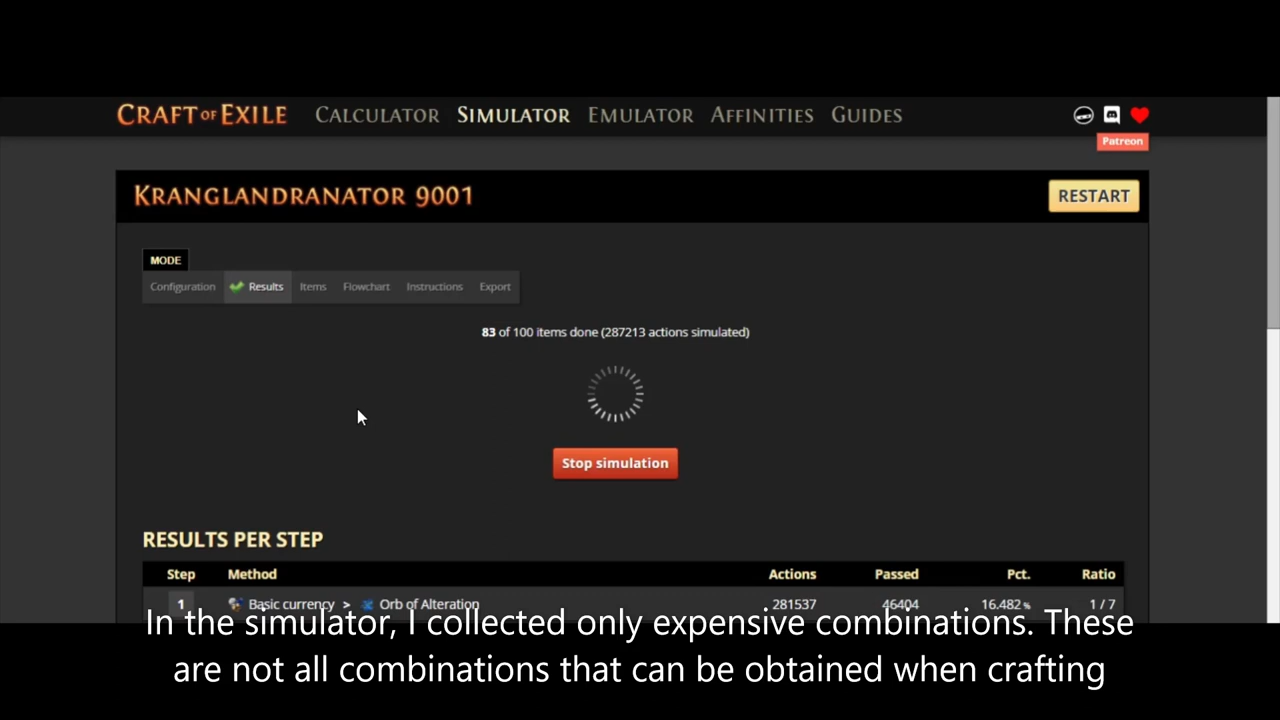 CRAFT OF EXILE CALCULATOR SIMULATOR EMULATOR AFFINITIES GUIDES
Patreon
KRANGLANDRANATOR 9001 RESTART
MODE
Configuration Results Items Flowchart Instructions Export
83 of 100 items done (287213 actions simulated)
Stop simulation
RESULTS PER STEP
Step Method Actions Passed Pct. Ratio
1 Basic currency > Orb of Alteration 281537 46404 16.482% 1 / 7
In the simulator, I collected only expensive combinations. These
are not all combinations that can be obtained when crafting